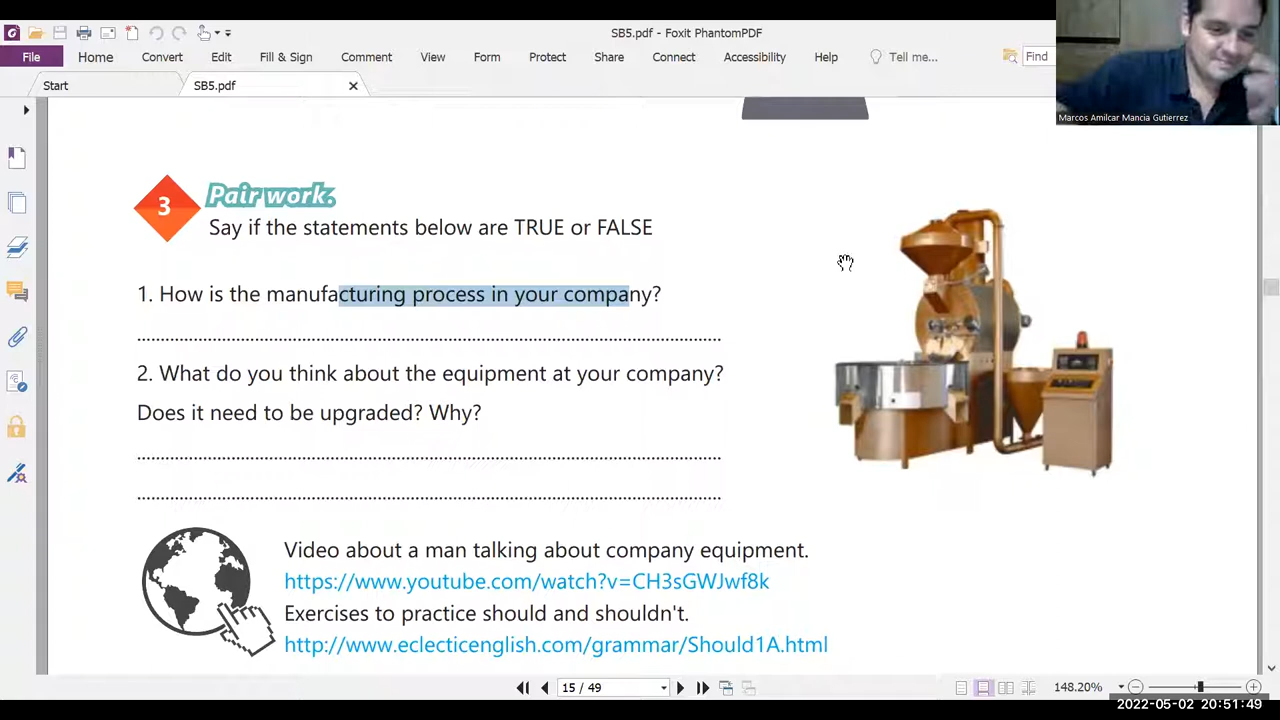 SB5.pdf - Foxit PhantomPDF
File Home Convert Edit Fill & Sign Comment View Form Protect Share Connect Accessibility Help Tell me... Find
Start SB5.pdf
Marcos Amilcar Mancia Gutierrez
3 Pair work.
Say if the statements below are TRUE or FALSE
1. How is the manufacturing process in your company?
2. What do you think about the equipment at your company?
Does it need to be upgraded? Why?
Video about a man talking about company equipment.
https://www.youtube.com/watch?v=CH3sGWJwf8k
Exercises to practice should and shouldn't.
http://www.eclecticenglish.com/grammar/Should1A.html
15 / 49 148.20%
2022-05-02 20:51:49